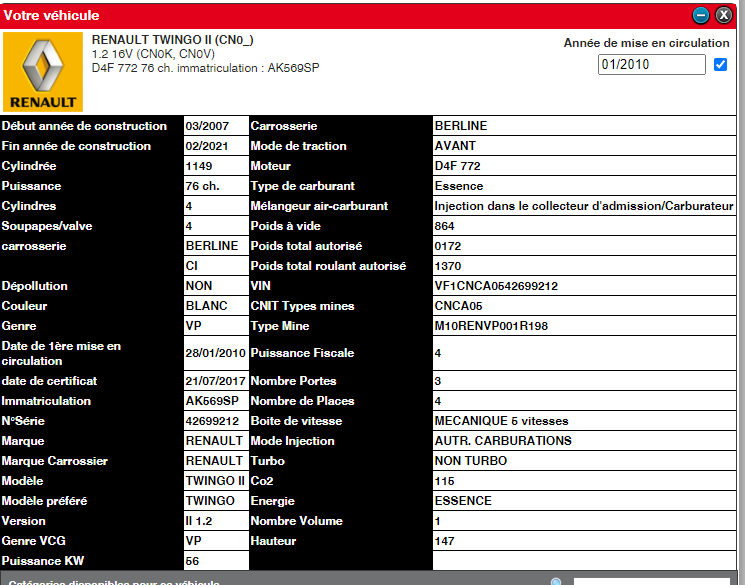 Votre véhicule
RENAULT TWINGO II (CN0_)
1.2 16V (CN0K, CN0V)
D4F 772 76 ch. immatriculation : AK569SP
Année de mise en circulation
01/2010
RENAULT
Début année de construction 03/2007 Carrosserie BERLINE
Fin année de construction 02/2021 Mode de traction AVANT
Cylindrée 1149 Moteur D4F 772
Puissance 76 ch. Type de carburant Essence
Cylindres 4 Mélangeur air-carburant Injection dans le collecteur d'admission/Carburateur
Soupapes/valve 4 Poids à vide 864
carrosserie BERLINE Poids total autorisé 0172
CI Poids total roulant autorisé 1370
Dépollution NON VIN VF1CNCA0542699212
Couleur BLANC CNIT Types mines CNCA05
Genre VP Type Mine M10RENVP001R198
Date de 1ère mise en
circulation 28/01/2010 Puissance Fiscale 4
date de certificat 21/07/2017 Nombre Portes 3
Immatriculation AK569SP Nombre de Places 4
N°Série 42699212 Boite de vitesse MECANIQUE 5 vitesses
Marque RENAULT Mode Injection AUTR. CARBURATIONS
Marque Carrossier RENAULT Turbo NON TURBO
Modèle TWINGO II Co2 115
Modèle préféré TWINGO Energie ESSENCE
Version II 1.2 Nombre Volume 1
Genre VCG VP Hauteur 147
Puissance KW 56
Catégories disponibles pour ce véhicule